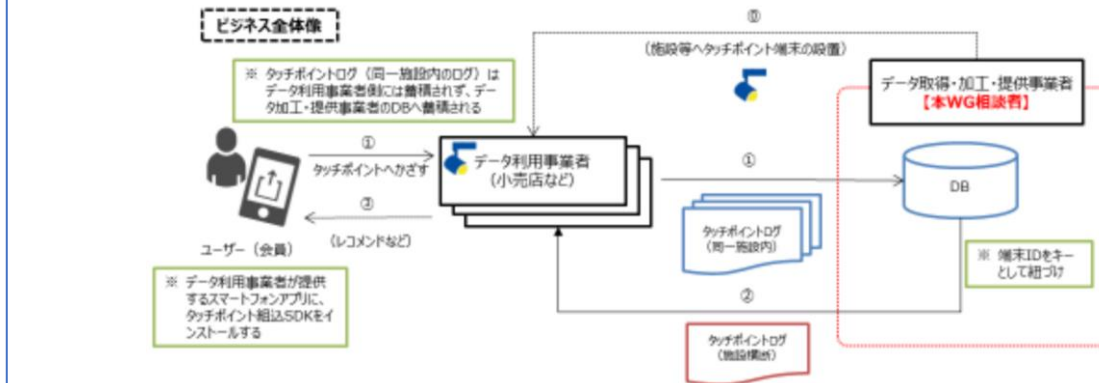 ビジネス全体像
⓪
(施設等へタッチポイント端末の設置)
※ タッチポイントログ(同一施設内のログ)は
データ利用事業者側には蓄積されず、デー
タ加工・提供事業者のDBへ蓄積される
データ取得・加工・提供事業者
【本WG相談者】
①
タッチポイントへかざす
データ利用事業者
(小売店など)
①
DB
③
(レコメンドなど)
ユーザー(会員)
タッチポイントログ
(同一施設内)
※ 端末IDをキー
として紐づけ
※ データ利用事業者が提供
するスマートフォンアプリに、
タッチポイント組込SDKをイ
ンストールする
②
タッチポイントログ
(施設横断)